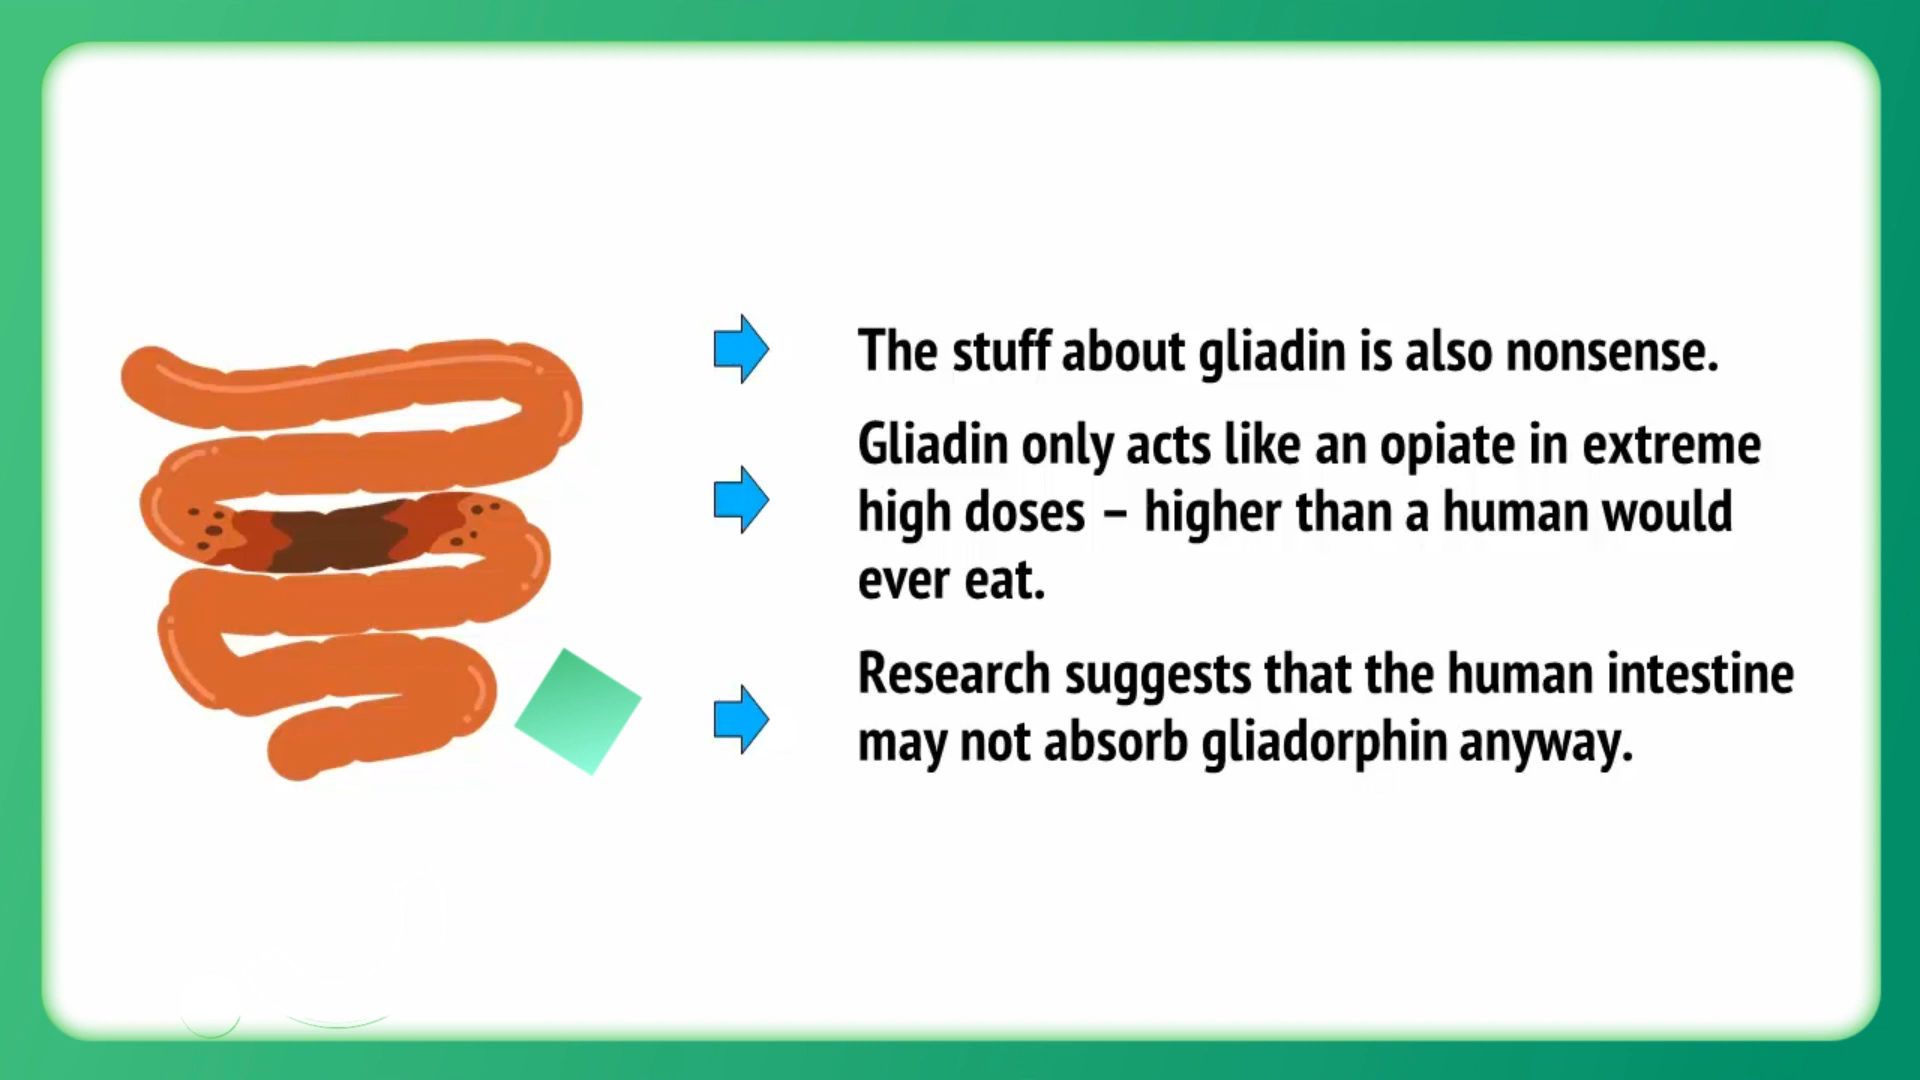 The stuff about gliadin is also nonsense.
Gliadin only acts like an opiate in extreme
high doses – higher than a human would
ever eat.
Research suggests that the human intestine
may not absorb gliadorphin anyway.